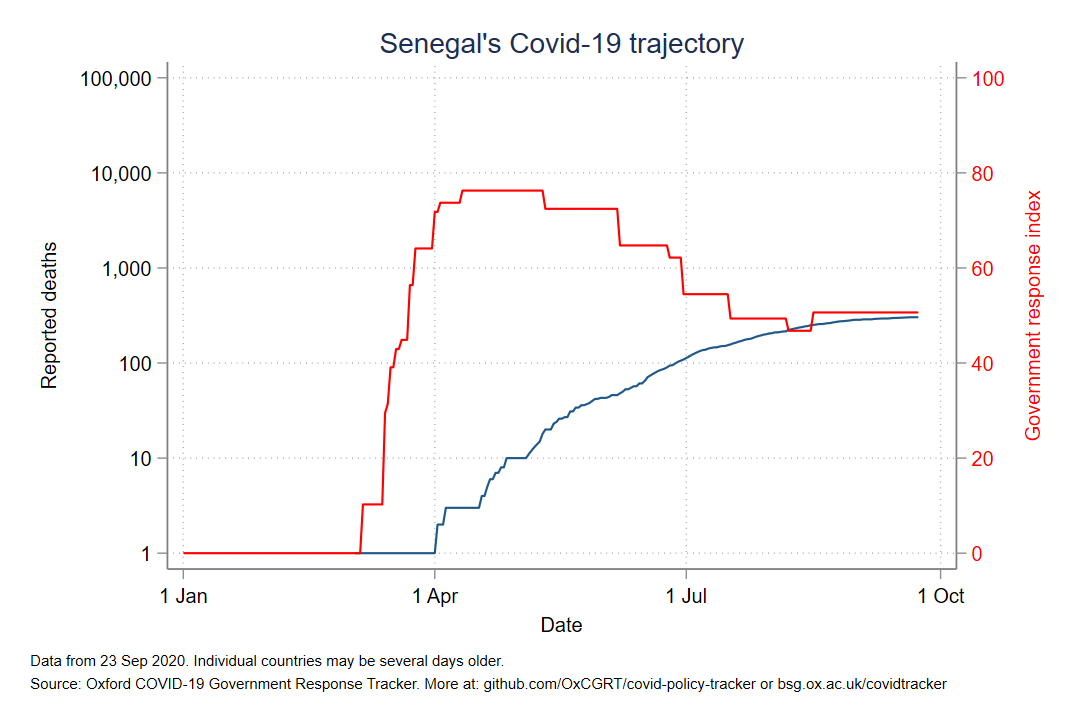 Senegal's Covid-19 trajectory
100,000
10,000
1,000
100
10
1
Reported deaths
100
80
60
40
20
0
Government response index
1 Jan
1 Apr
1 Jul
1 Oct
Date
Data from 23 Sep 2020. Individual countries may be several days older.
Source: Oxford COVID-19 Government Response Tracker. More at: github.com/OxCGRT/covid-policy-tracker or bsg.ox.ac.uk/covidtracker